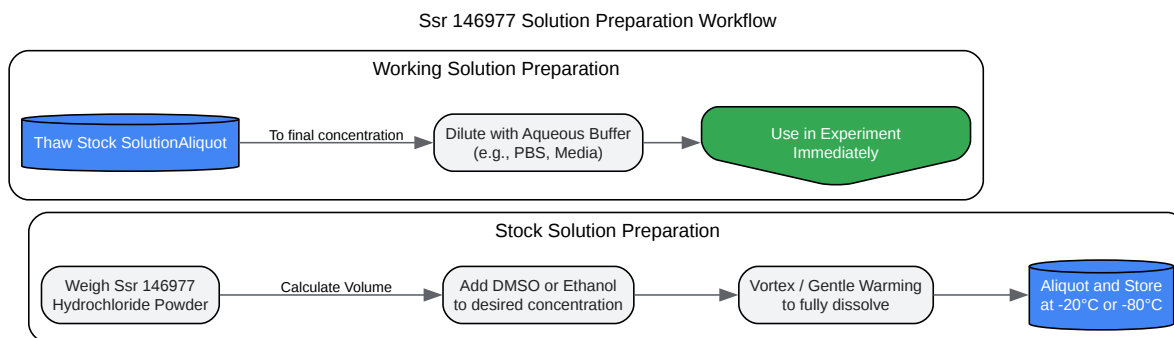 Ssr 146977 Solution Preparation Workflow
Working Solution Preparation
Thaw Stock SolutionAliquot
To final concentration
Dilute with Aqueous Buffer
(e.g., PBS, Media)
Use in Experiment
Immediately
Stock Solution Preparation
Weigh Ssr 146977
Hydrochloride Powder
Calculate Volume
Add DMSO or Ethanol
to desired concentration
Vortex / Gentle Warming
to fully dissolve
Aliquot and Store
at -20°C or -80°C